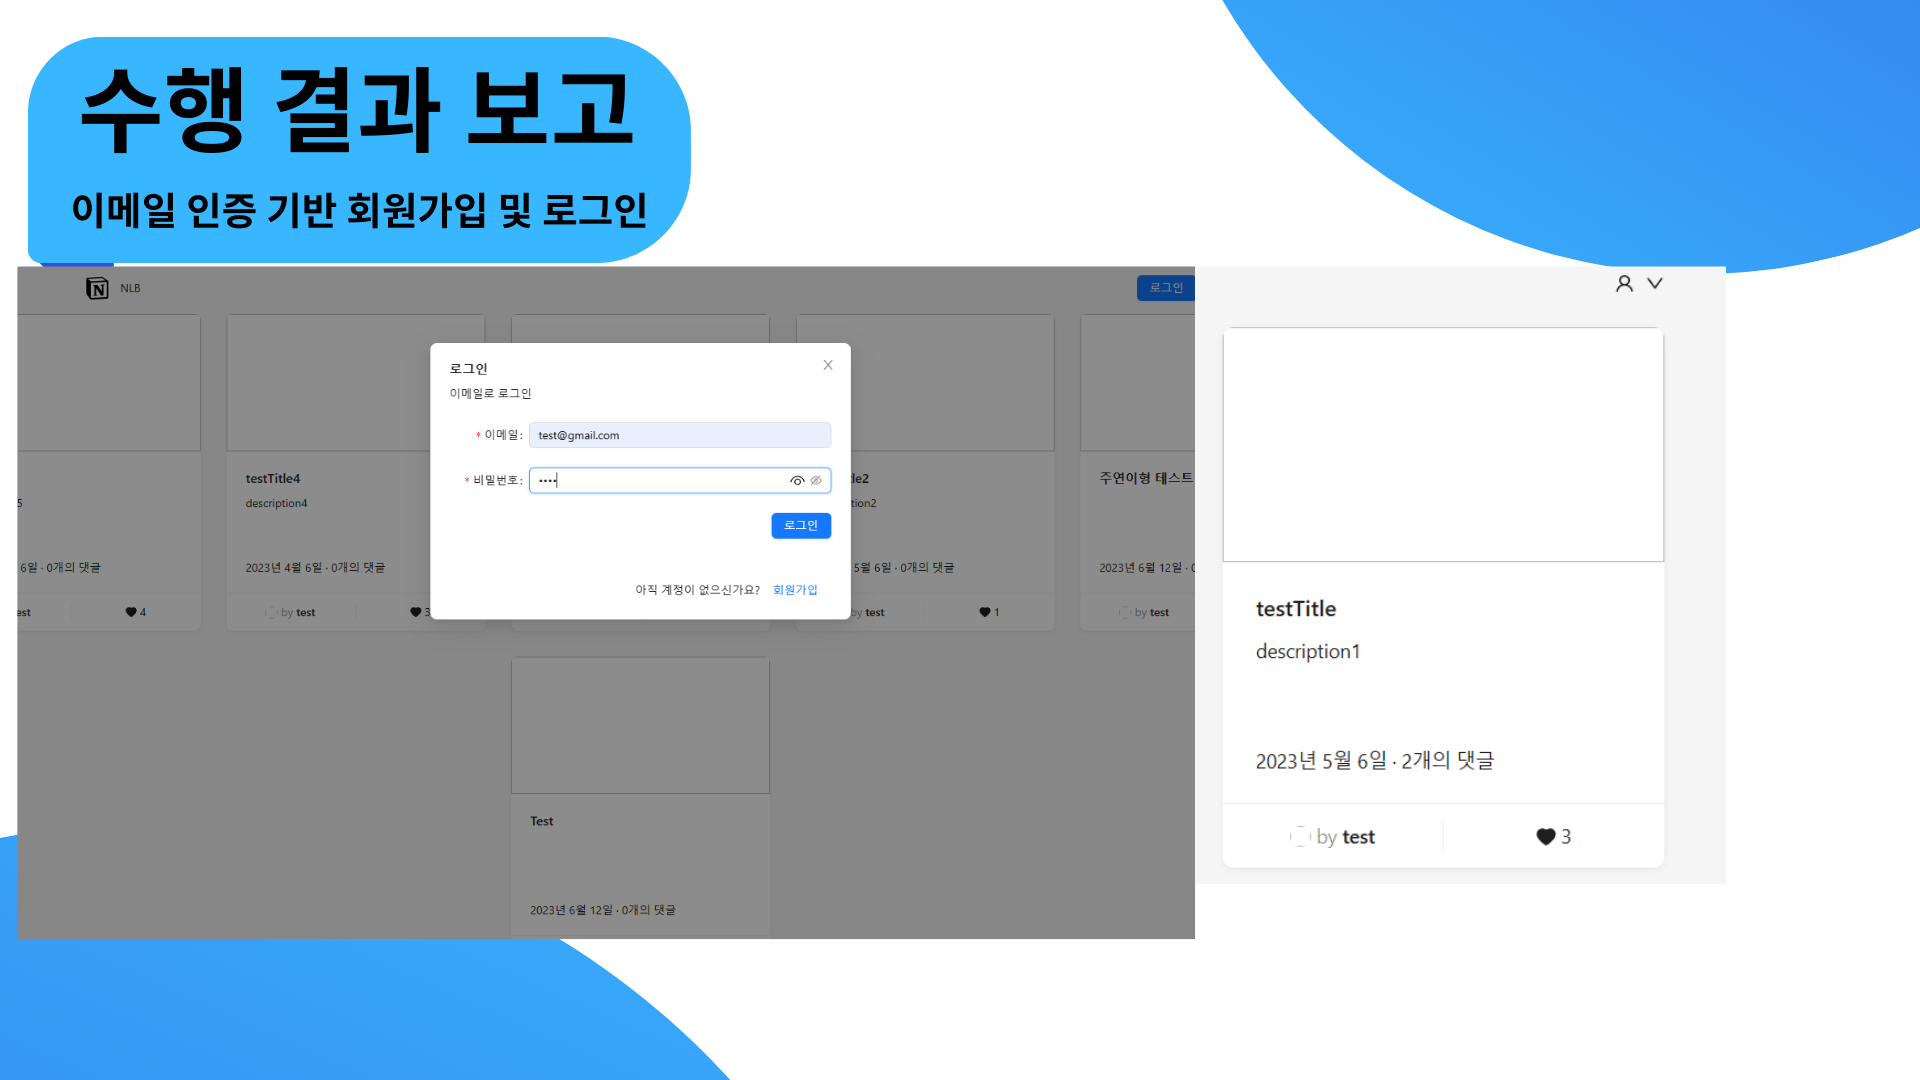 수행 결과 보고
이메일 인증 기반 회원가입 및 로그인
N NLB
로그인
로그인
이메일로 로그인
* 이메일: test@gmail.com
* 비밀번호: ••••
로그인
아직 계정이 없으신가요? 회원가입
5
6일 · 0개의 댓글
est
4
testTitle4
description4
2023년 4월 6일 · 0개의 댓글
by test
3
le2
tion2
5월 6일 · 0개의 댓글
by test
1
주연이형 테스트
2023년 6월 12일 · 0
by test
Test
2023년 6월 12일 · 0개의 댓글
testTitle
description1
2023년 5월 6일 · 2개의 댓글
by test
3